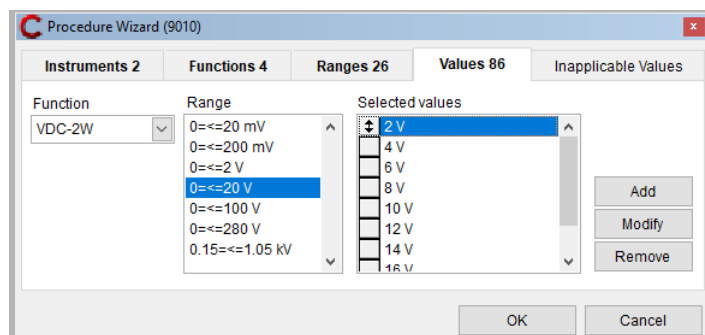 Procedure Wizard (9010)
x
Instruments 2
Functions 4
Ranges 26
Values 86
Inapplicable Values
Function
Range
Selected values
VDC-2W
0=<=20 mV
0=<=200 mV
0=<=2 V
0=<=20 V
0=<=100 V
0=<=280 V
0.15=<=1.05 kV
2 V
4 V
6 V
8 V
10 V
12 V
14 V
16 V
Add
Modify
Remove
OK
Cancel